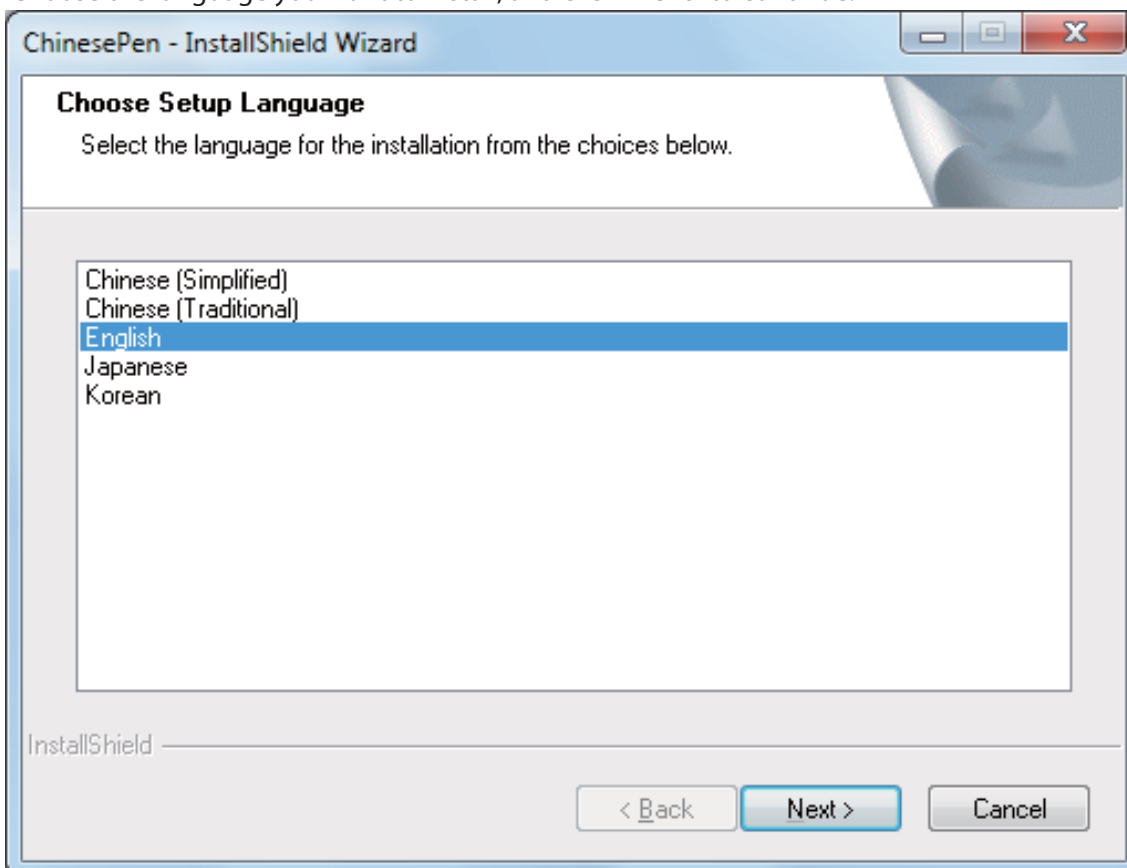 ChinesePen - InstallShield Wizard
Choose Setup Language
Select the language for the installation from the choices below.
Chinese (Simplified)
Chinese (Traditional)
English
Japanese
Korean
InstallShield
< Back Next > Cancel